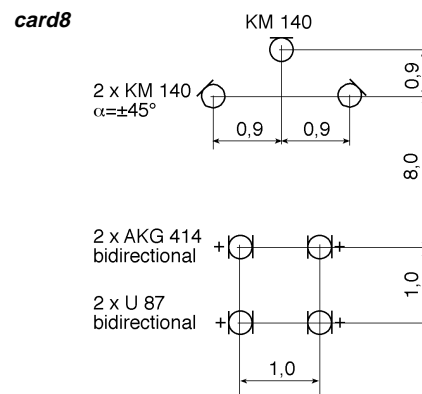 card8
KM 140
2 x KM 140
α=±45°
0,9
0,9
0,9
8,0
2 x AKG 414
bidirectional
+ +
1,0
2 x U 87
bidirectional
+ +
1,0